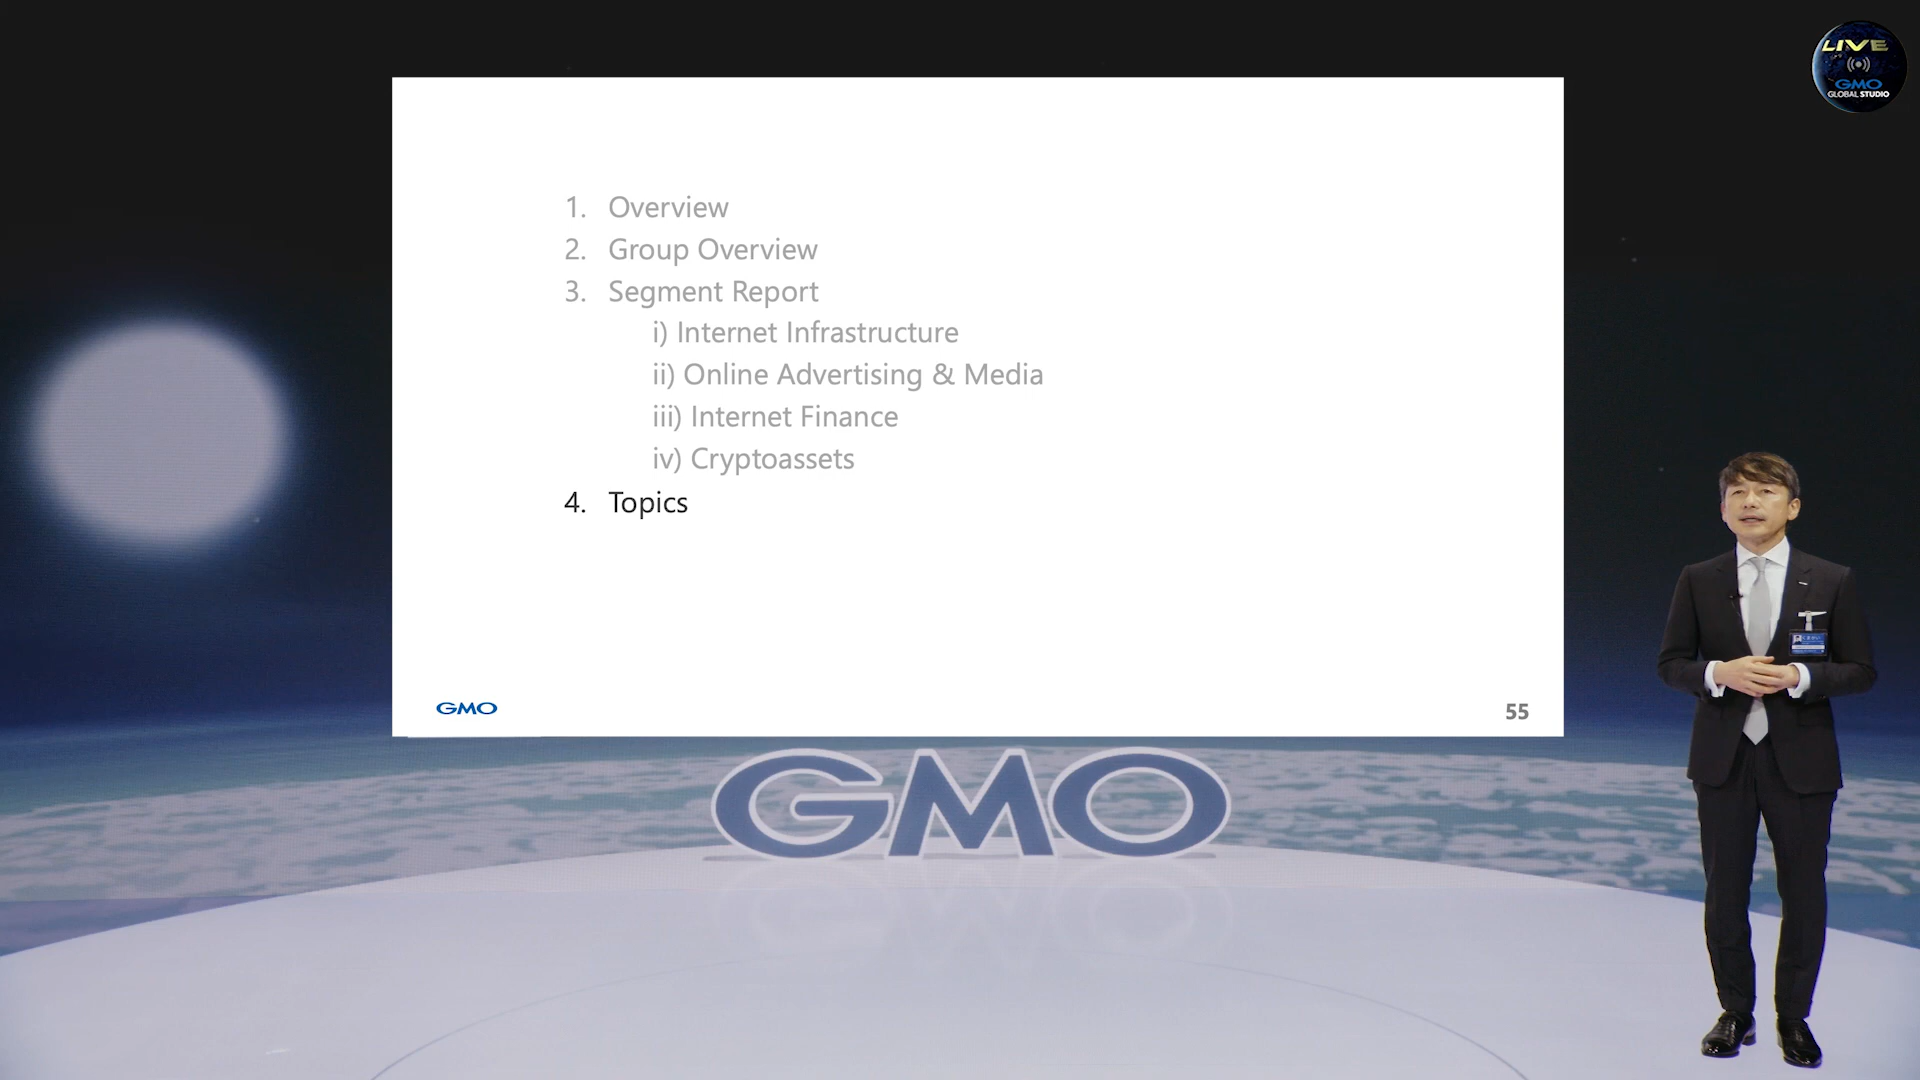 LIVE
GMO
GLOBAL STUDIO
1. Overview
2. Group Overview
3. Segment Report
i) Internet Infrastructure
ii) Online Advertising & Media
iii) Internet Finance
iv) Cryptoassets
4. Topics
GMO
55
GMO